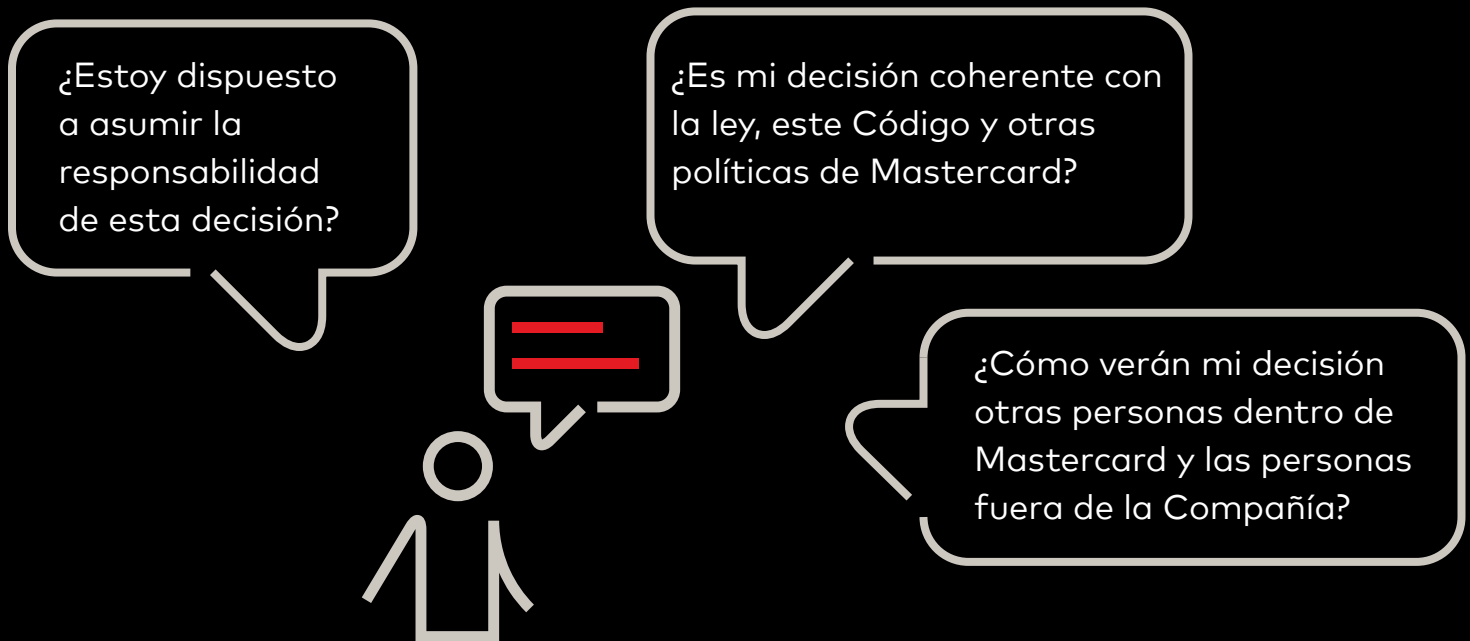 ¿Estoy dispuesto
a asumir la
responsabilidad
de esta decisión?
¿Es mi decisión coherente con
la ley, este Código y otras
políticas de Mastercard?
¿Cómo verán mi decisión
otras personas dentro de
Mastercard y las personas
fuera de la Compañía?